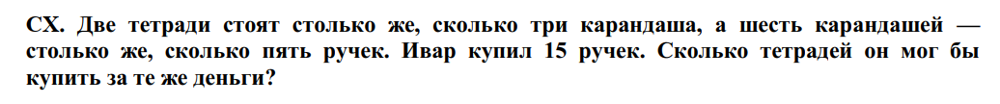 СХ. Две тетради стоят столько же, сколько три карандаша, а шесть карандашей —
столько же, сколько пять ручек. Ивар купил 15 ручек. Сколько тетрадей он мог бы
купить за те же деньги?